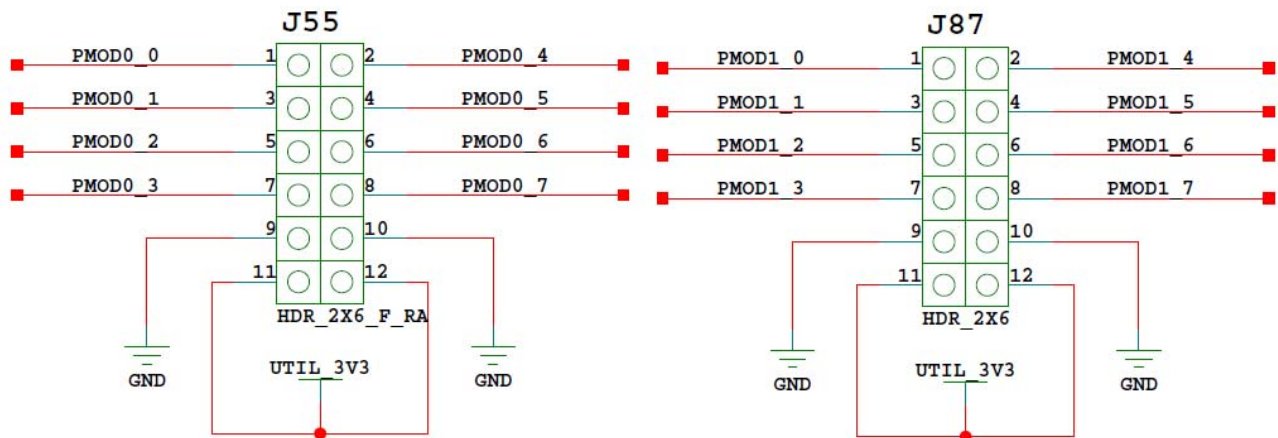 J55
PMOD0_0 1 2 PMOD0_4
PMOD0_1 3 4 PMOD0_5
PMOD0_2 5 6 PMOD0_6
PMOD0_3 7 8 PMOD0_7
9 10
11 12
HDR_2X6_F_RA
GND UTIL_3V3 GND
J87
PMOD1_0 1 2 PMOD1_4
PMOD1_1 3 4 PMOD1_5
PMOD1_2 5 6 PMOD1_6
PMOD1_3 7 8 PMOD1_7
9 10
11 12
HDR_2X6
GND UTIL_3V3 GND